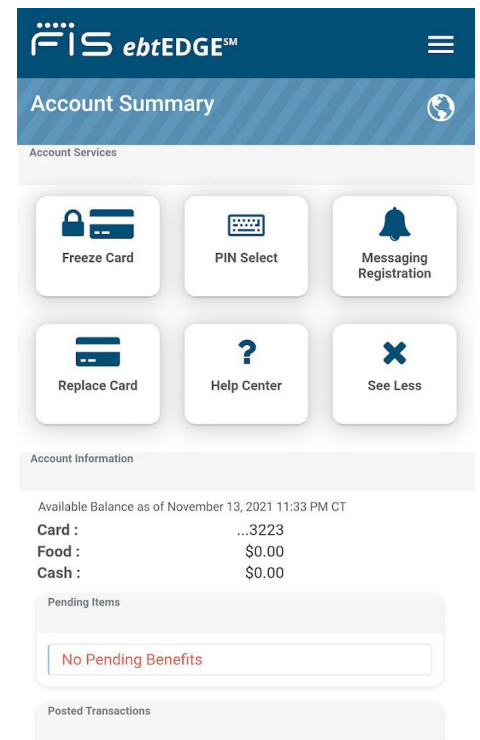 FIS ebtEDGE℠
Account Summary
Account Services
Freeze Card
PIN Select
Messaging
Registration
Replace Card
Help Center
See Less
Account Information
Available Balance as of November 13, 2021 11:33 PM CT
Card : ...3223
Food : $0.00
Cash : $0.00
Pending Items
No Pending Benefits
Posted Transactions